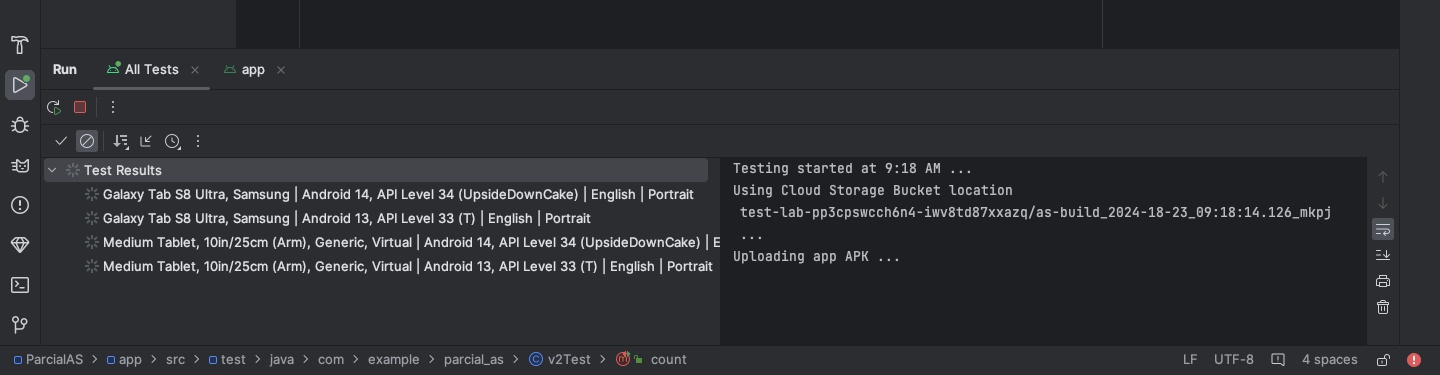 Run
All Tests
app
Test Results
Galaxy Tab S8 Ultra, Samsung | Android 14, API Level 34 (UpsideDownCake) | English | Portrait
Galaxy Tab S8 Ultra, Samsung | Android 13, API Level 33 (T) | English | Portrait
Medium Tablet, 10in/25cm (Arm), Generic, Virtual | Android 14, API Level 34 (UpsideDownCake) | E
Medium Tablet, 10in/25cm (Arm), Generic, Virtual | Android 13, API Level 33 (T) | English | Portrait
Testing started at 9:18 AM ...
Using Cloud Storage Bucket location
test-lab-pp3cpswcch6n4-iwv8td87xxazq/as-build_2024-18-23_09:18:14.126_mkpj
...
Uploading app APK ...
ParcialAS > app > src > test > java > com > example > parcial_as > v2Test > count
LF UTF-8 4 spaces